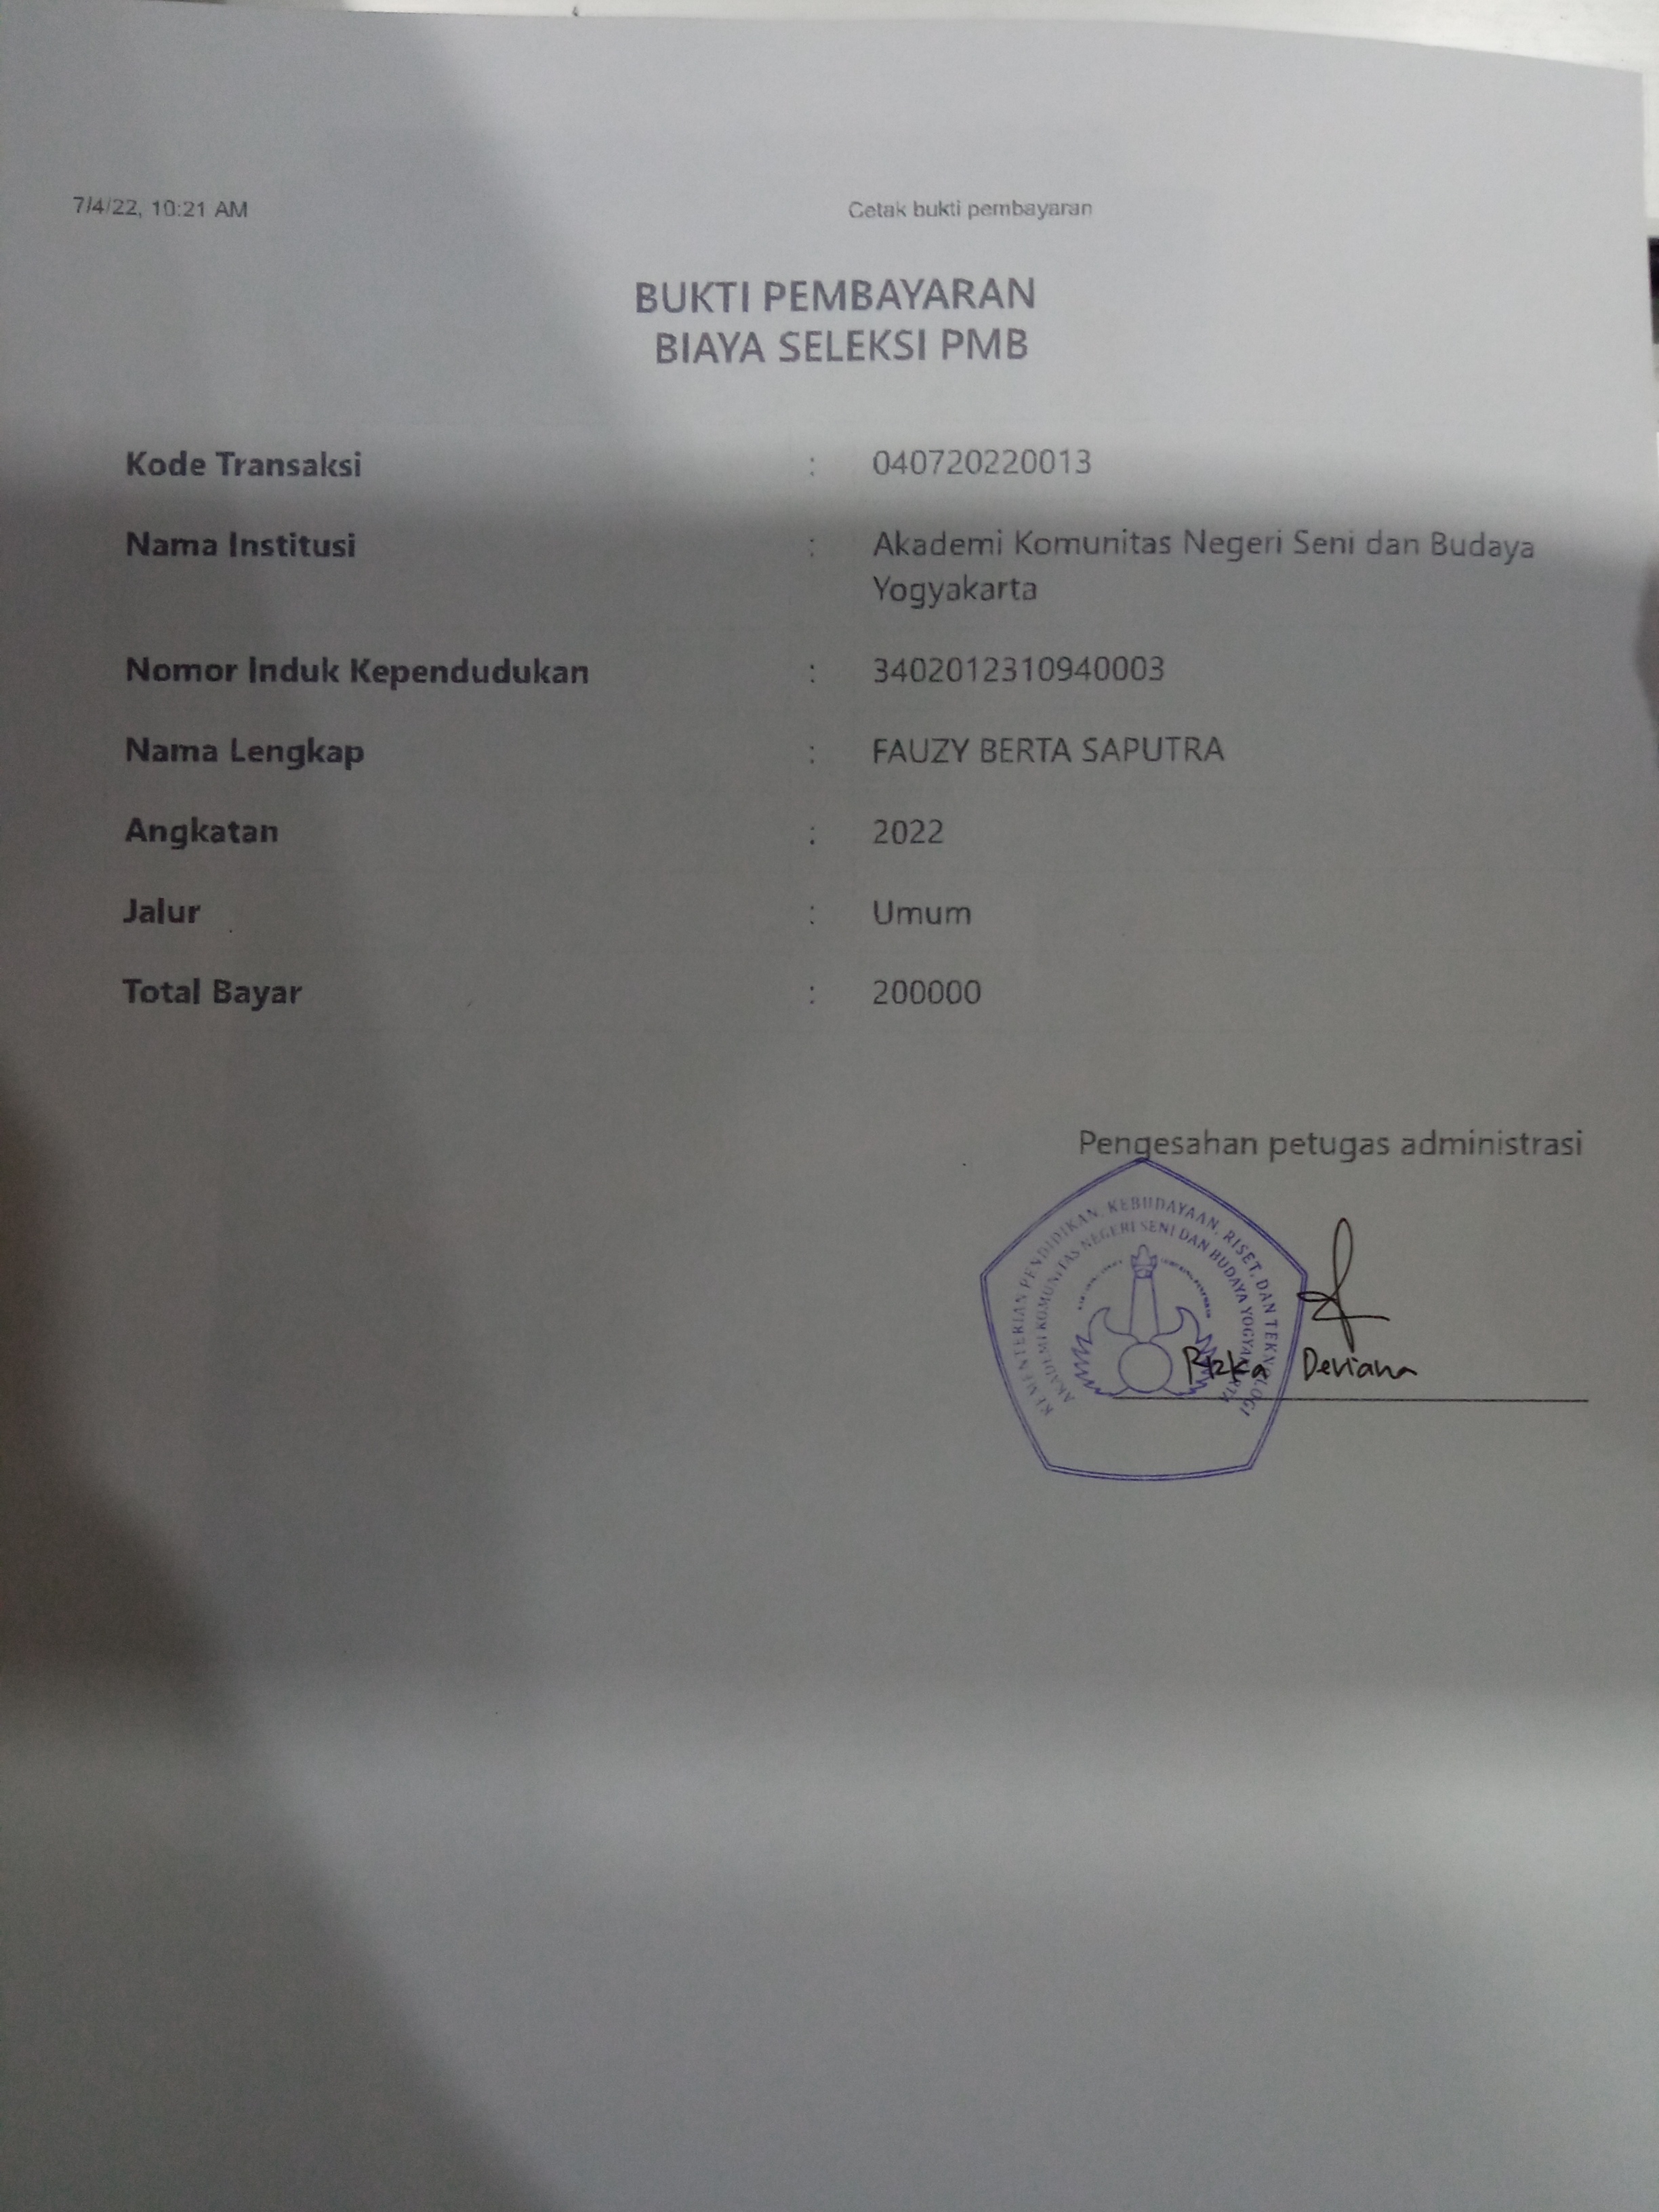 7/4/22, 10:21 AM
Cetak bukti pembayaran
BUKTI PEMBAYARAN
BIAYA SELEKSI PMB
Kode Transaksi : 040720220013
Nama Institusi : Akademi Komunitas Negeri Seni dan Budaya
Yogyakarta
Nomor Induk Kependudukan : 3402012310940003
Nama Lengkap : FAUZY BERTA SAPUTRA
Angkatan : 2022
Jalur : Umum
Total Bayar : 200000
Pengesahan petugas administrasi
KEMENTERIAN PENDIDIKAN, KEBUDAYAAN, RISET, DAN TEKNOLOGI
AKADEMI KOMUNITAS NEGERI SENI DAN BUDAYA YOGYAKARTA
Rizka Deviana